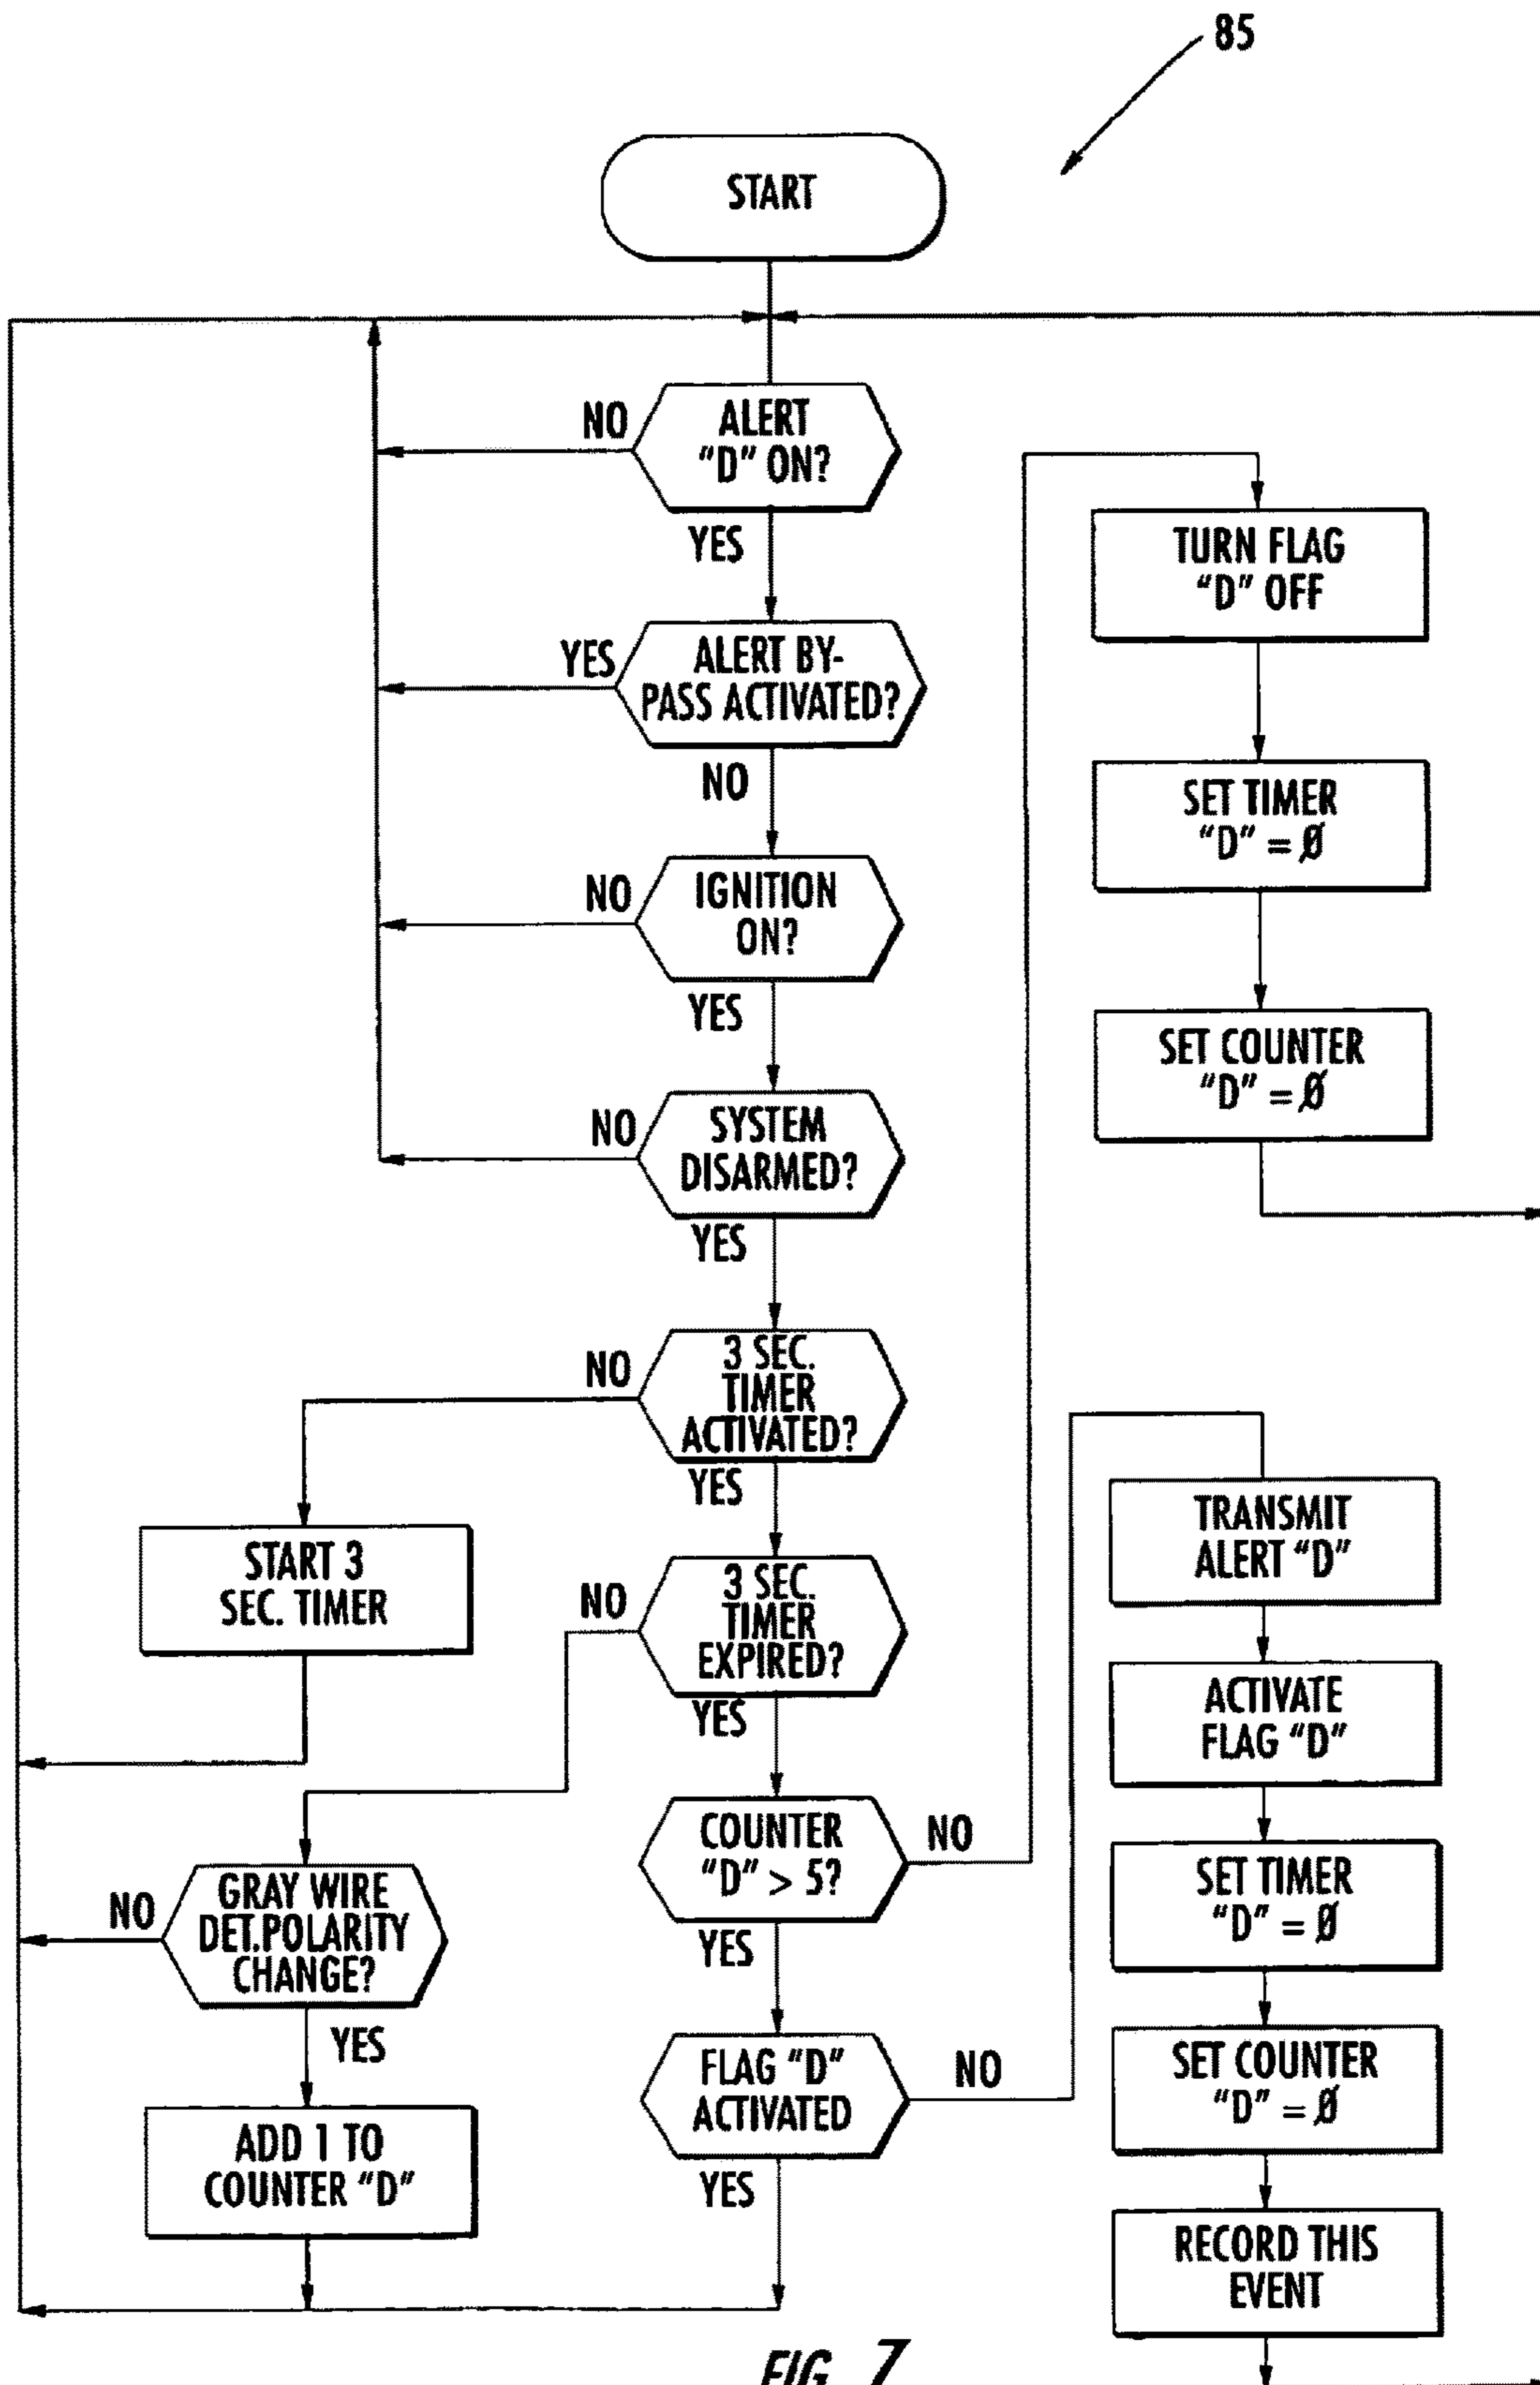 85
START
ALERT
"D" ON?
NO
YES
ALERT BY-
PASS ACTIVATED?
YES
NO
IGNITION
ON?
NO
YES
SYSTEM
DISARMED?
NO
YES
3 SEC.
TIMER
ACTIVATED?
NO
YES
START 3
SEC. TIMER
3 SEC.
TIMER
EXPIRED?
NO
YES
GRAY WIRE
DET.POLARITY
CHANGE?
NO
YES
ADD 1 TO
COUNTER "D"
COUNTER
"D" > 5?
NO
YES
FLAG "D"
ACTIVATED
NO
YES
TURN FLAG
"D" OFF
SET TIMER
"D" = Ø
SET COUNTER
"D" = Ø
TRANSMIT
ALERT "D"
ACTIVATE
FLAG "D"
SET TIMER
"D" = Ø
SET COUNTER
"D" = Ø
RECORD THIS
EVENT
FIG. 7